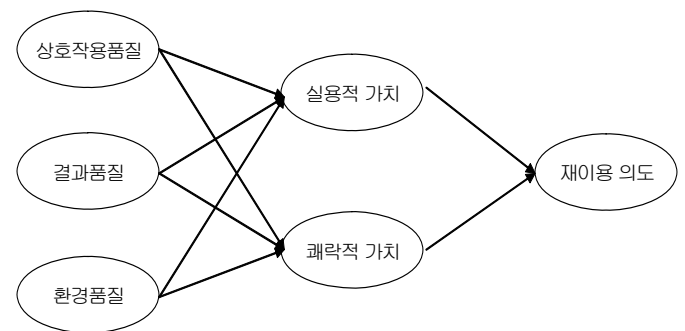 상호작용품질
실용적 가치
결과품질
재이용 의도
쾌락적 가치
환경품질